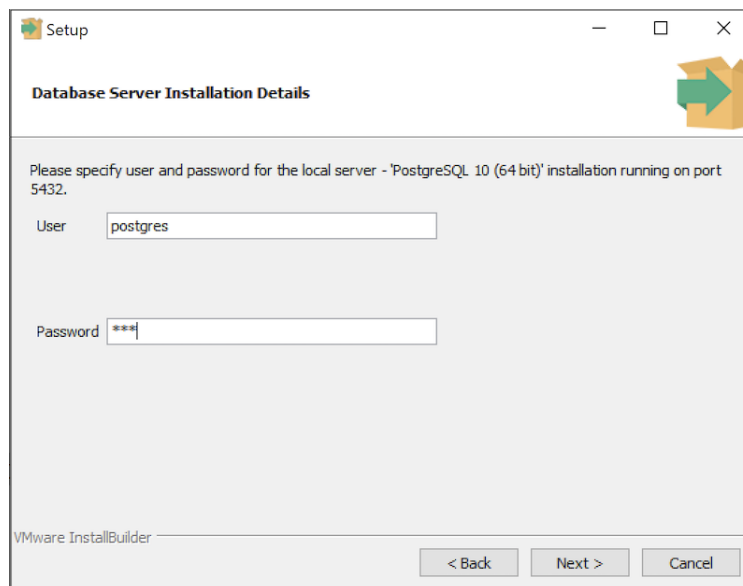 Setup
Database Server Installation Details
Please specify user and password for the local server - 'PostgreSQL 10 (64 bit)' installation running on port
5432.
User postgres
Password ***
VMware InstallBuilder
< Back Next > Cancel